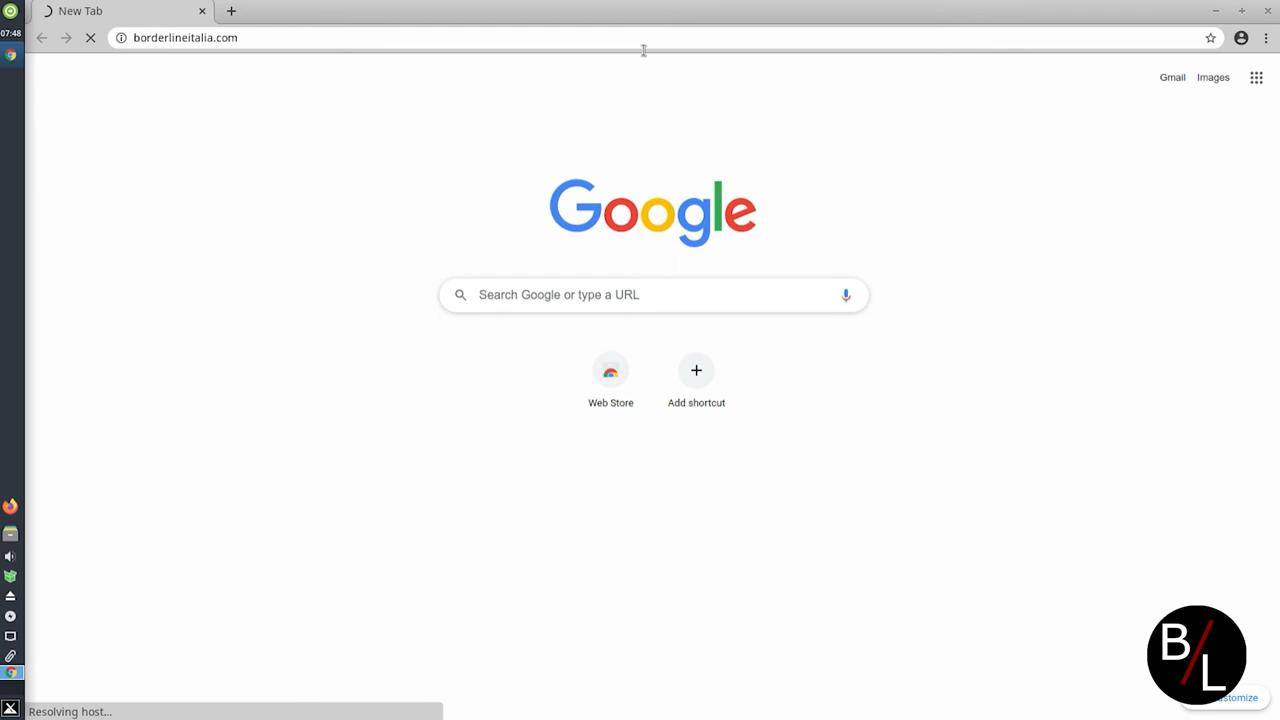 New Tab
07:48
borderlineitalia.com
Gmail Images
Google
Search Google or type a URL
Web Store
Add shortcut
B/L
Resolving host...